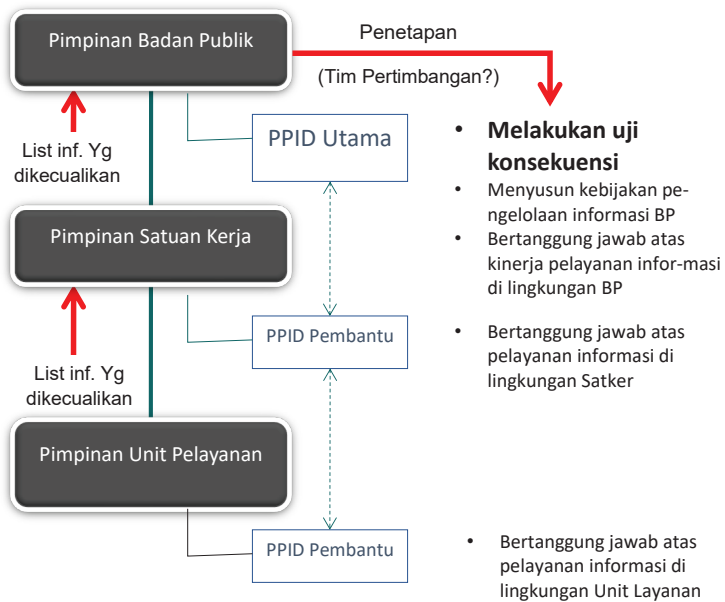 Pimpinan Badan Publik
Penetapan
(Tim Pertimbangan?)
List inf. Yg
dikecualikan
PPID Utama
• Melakukan uji
konsekuensi
• Menyusun kebijakan pe-
ngelolaan informasi BP
• Bertanggung jawab atas
kinerja pelayanan infor-masi
di lingkungan BP
Pimpinan Satuan Kerja
PPID Pembantu
• Bertanggung jawab atas
pelayanan informasi di
lingkungan Satker
List inf. Yg
dikecualikan
Pimpinan Unit Pelayanan
PPID Pembantu
• Bertanggung jawab atas
pelayanan informasi di
lingkungan Unit Layanan